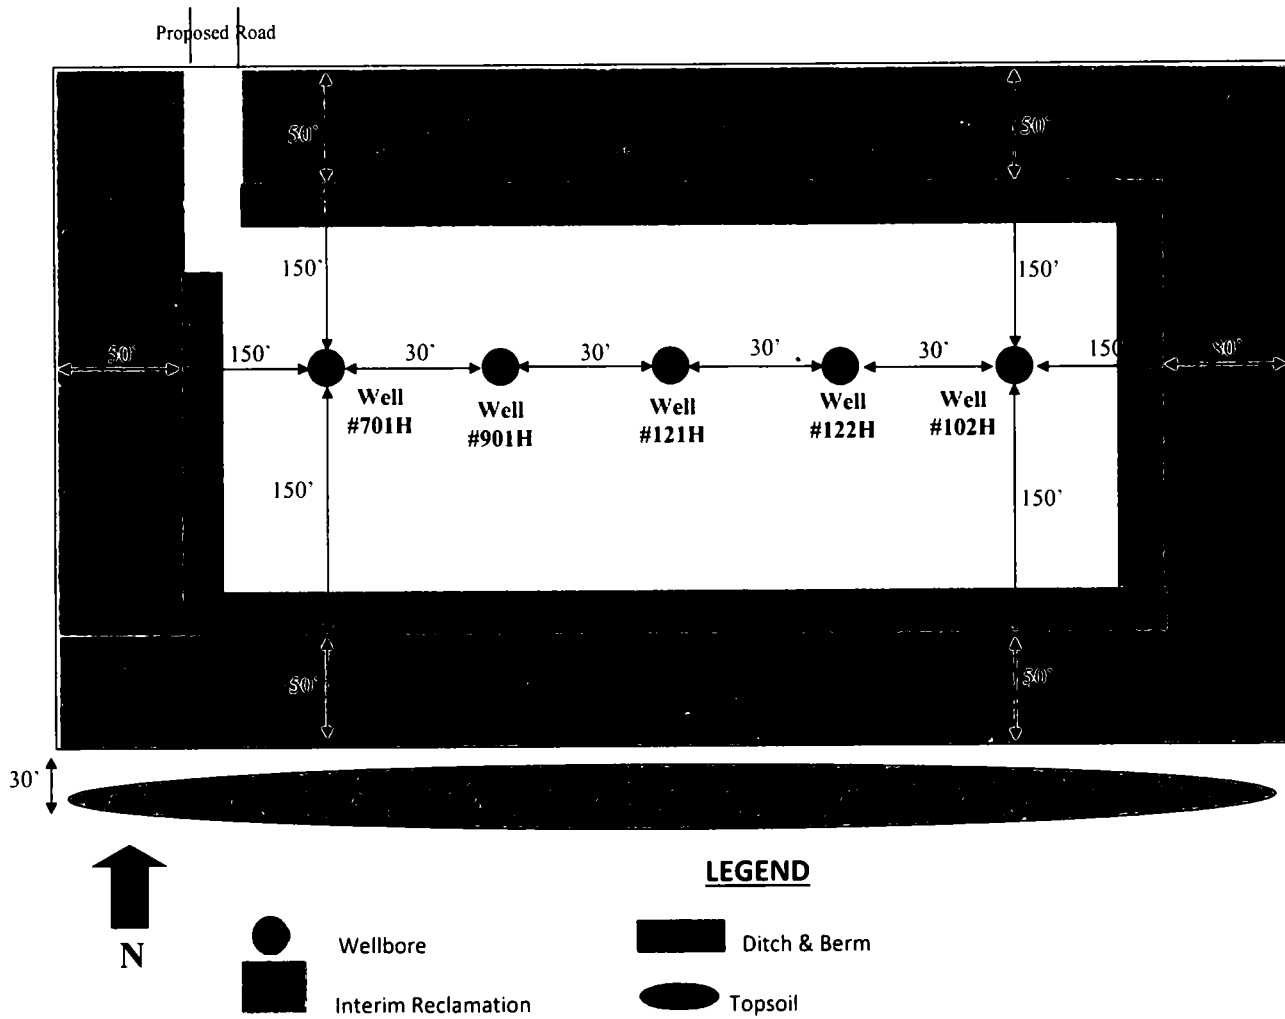 Proposed Road
50'
50'
150'
150'
50'
150'
30'
30'
30'
30'
150'
50'
Well
#701H
Well
#901H
Well
#121H
Well
#122H
Well
#102H
150'
150'
50'
50'
30'
LEGEND
N
Wellbore
Ditch & Berm
Interim Reclamation
Topsoil